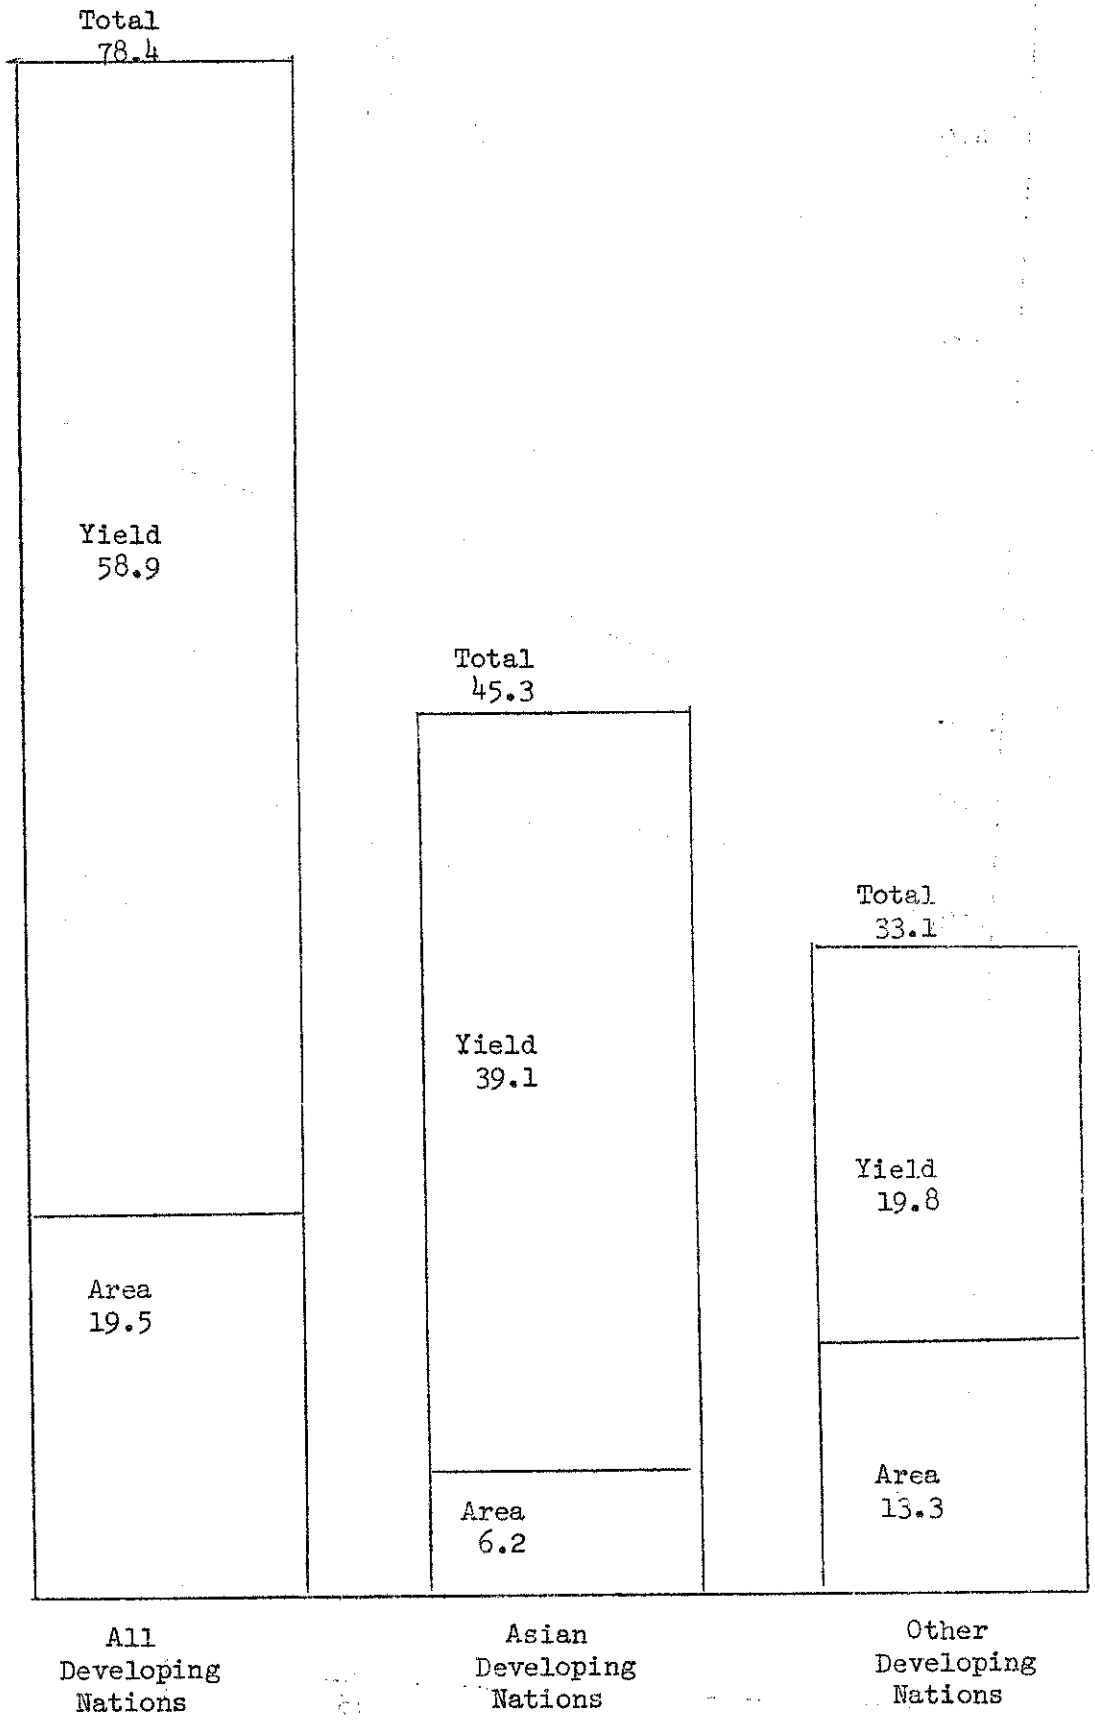 Total
78.4
Yield
58.9
Area
19.5
All
Developing
Nations
Total
45.3
Yield
39.1
Area
6.2
Asian
Developing
Nations
Total
33.1
Yield
19.8
Area
13.3
Other
Developing
Nations